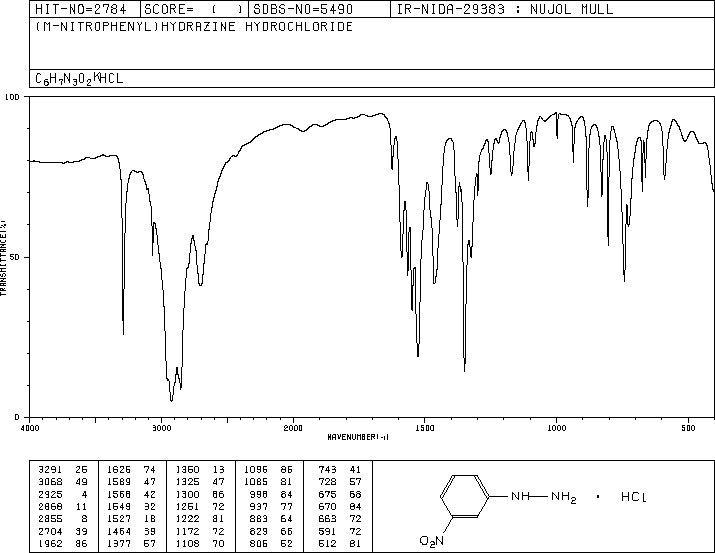 HIT-NO=2784 SCORE= ( ) SDBS-NO=5490 IR-NIDA-29383 : NUJOL MULL
(M-NITROPHENYL)HYDRAZINE HYDROCHLORIDE
C6H7N3O2 HCL
100
50
0
TRANSMITTANCE(%)
4000 3000 2000 1500 1000 500
WAVENUMBER(-1)
3291 25 1626 74 1350 13 1096 86 743 41
3068 49 1589 47 1325 47 1085 81 728 57
2925 4 1568 42 1300 66 998 84 675 68
2868 11 1549 32 1251 72 937 77 670 84
2855 8 1527 18 1222 81 883 64 663 72
2704 39 1464 39 1172 72 829 66 591 72
1962 86 1377 57 1108 70 806 52 512 81
NH NH2 · HCl
O2N